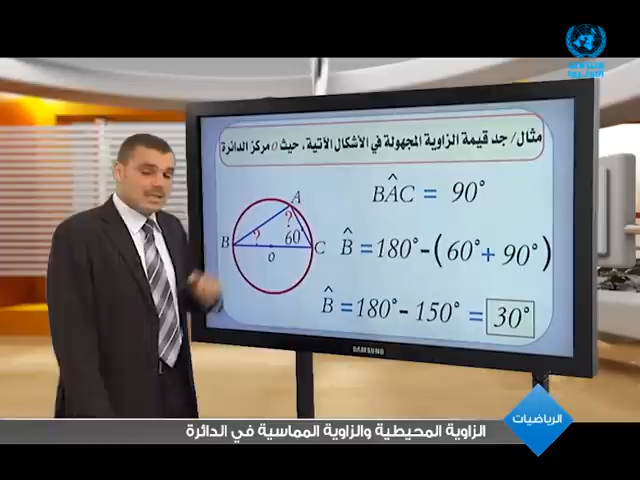 مثال/ جد قيمة الزاوية المجهولة في الأشكال الآتية، حيث O مركز الدائرة
BÂC = 90°
A
?
B ? 60° C
O
B̂ = 180° - (60° + 90°)
B̂ = 180° - 150° = 30°
SAMSUNG
الرياضيات
الزاوية المحيطية والزاوية المماسية في الدائرة